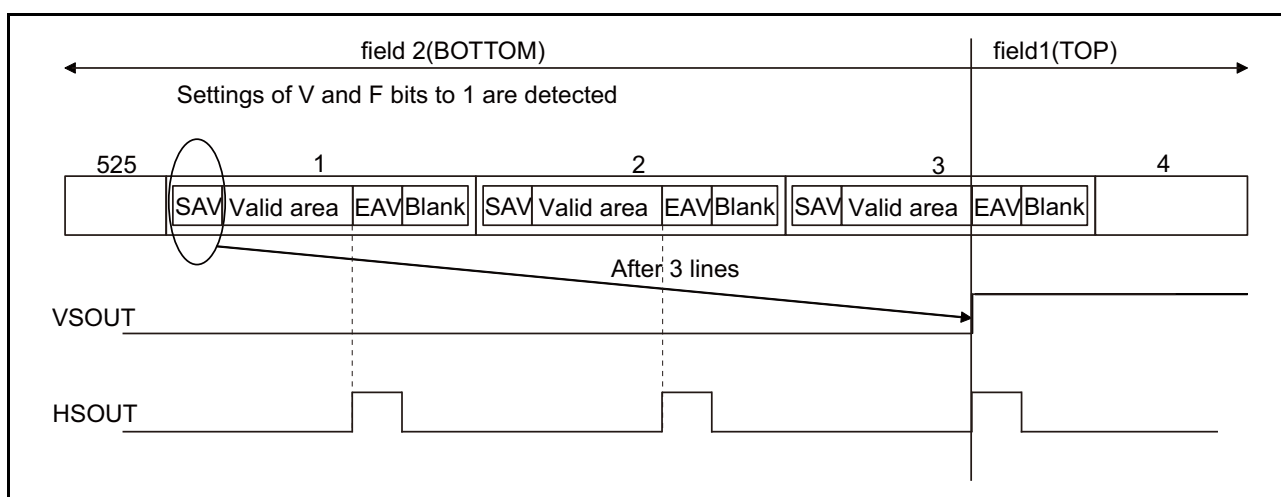 field 2(BOTTOM) field1(TOP)
Settings of V and F bits to 1 are detected
525 1 2 3 4
SAV Valid area EAV Blank SAV Valid area EAV Blank SAV Valid area EAV Blank
After 3 lines
VSOUT
HSOUT